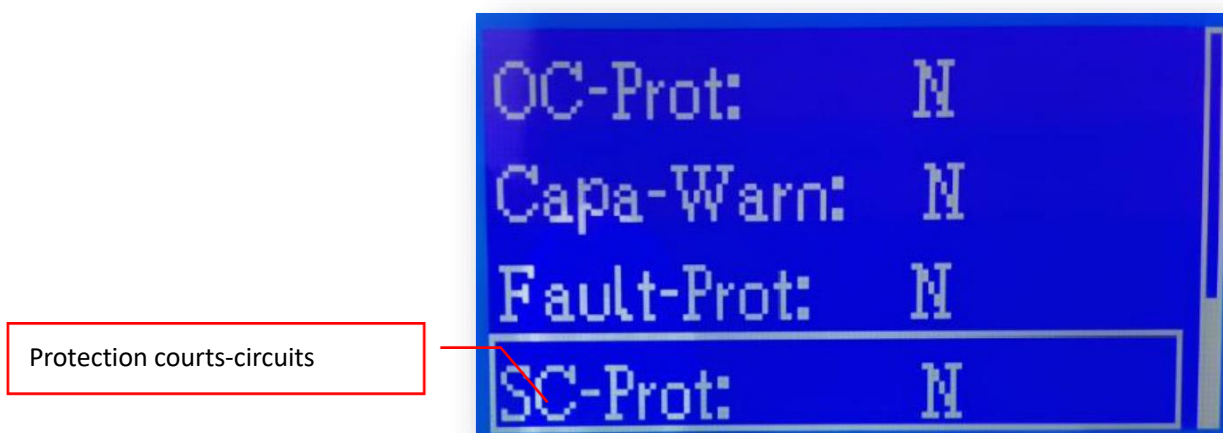 OC-Prot: N
Capa-Warn: N
Fault-Prot: N
Protection courts-circuits
SC-Prot: N